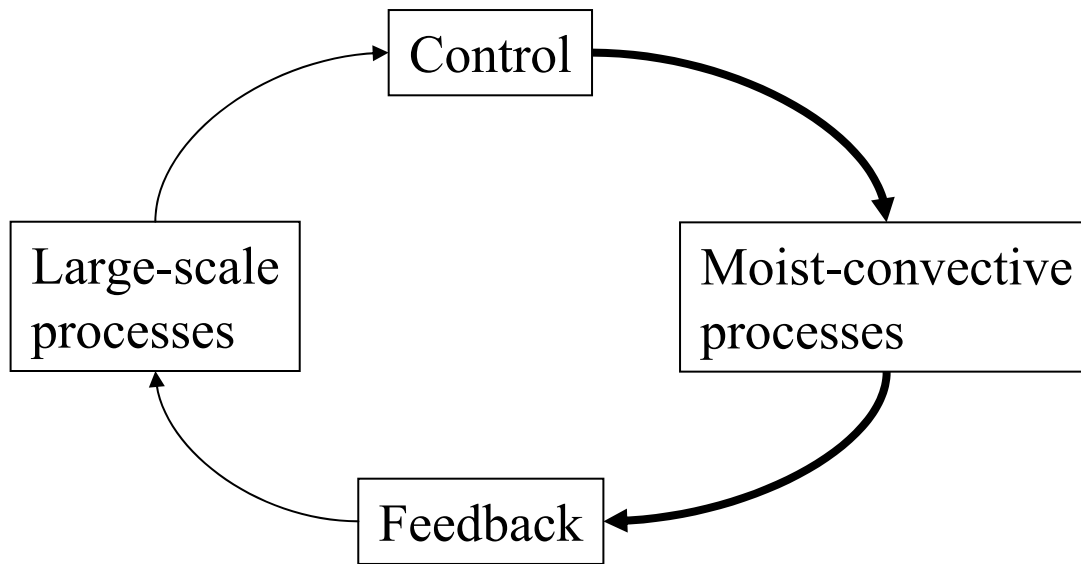 Control
Large-scale
processes
Moist-convective
processes
Feedback